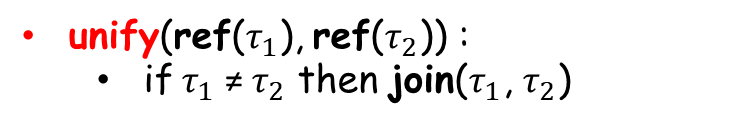 • unify(ref(τ₁), ref(τ₂)) :
• if τ₁ ≠ τ₂ then join(τ₁, τ₂)